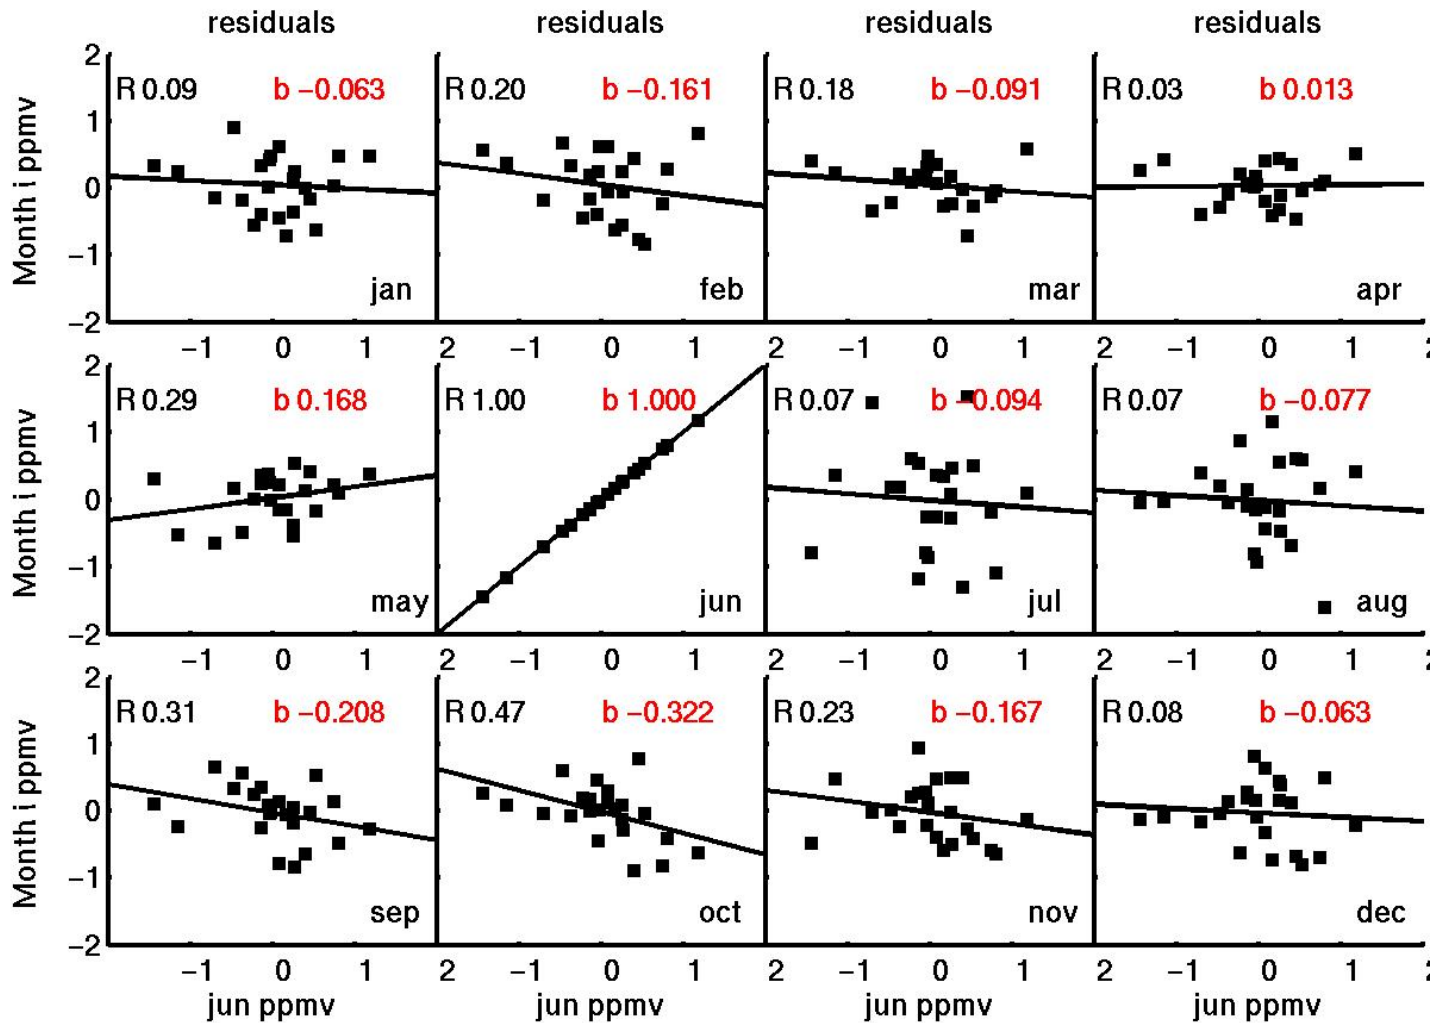 residuals residuals residuals residuals
2
R 0.09 b −0.063 R 0.20 b −0.161 R 0.18 b −0.091 R 0.03 b 0.013
1
Month i ppmv
0
−1
jan feb mar apr
−2
−1 0 1 2 −1 0 1 2 −1 0 1 2 −1 0 1 2
2
R 0.29 b 0.168 R 1.00 b 1.000 R 0.07 b −0.094 R 0.07 b −0.077
1
Month i ppmv
0
−1
may jun jul aug
−2
−1 0 1 2 −1 0 1 2 −1 0 1 2 −1 0 1 2
2
R 0.31 b −0.208 R 0.47 b −0.322 R 0.23 b −0.167 R 0.08 b −0.063
1
Month i ppmv
0
−1
sep oct nov dec
−2
−1 0 1 2 −1 0 1 2 −1 0 1 2 −1 0 1 2
jun ppmv jun ppmv jun ppmv jun ppmv